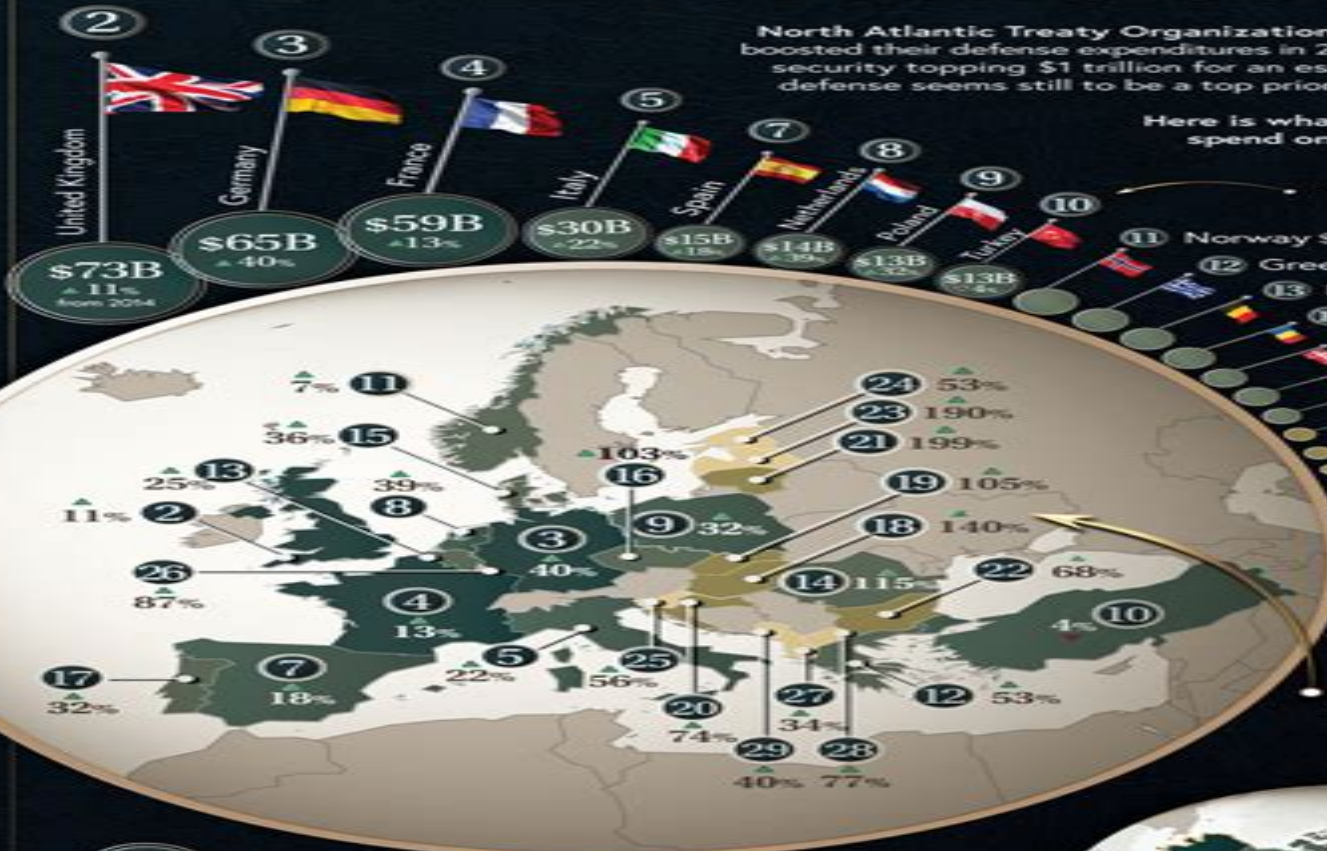 2
3
4
5
7
8
9
10
11
12
13
North Atlantic Treaty Organization
boosted their defense expenditures in 2
security topping $1 trillion for an es
defense seems still to be a top prior
Here is wha
spend on
United Kingdom
Germany
France
Italy
Spain
Netherlands
Poland
Turkey
Norway $
Gree
$73B
▲ 11%
from 2014
$65B
▲ 40%
$59B
▲ 13%
$30B
▲ 22%
$15B
▲ 18%
$14B
▲ 39%
$13B
▲ 32%
$13B
4%
7% 11
36% 15
25% 13
11% 2
39%
8
103%
16
24 53%
23 190%
21 199%
19 105%
18 140%
9 32%
3
40%
26
87%
4
13%
14 115%
22 68%
4% 10
17
32%
7
18%
5
22%
25
56%
20
74%
27
34%
12 53%
29
40%
28
77%